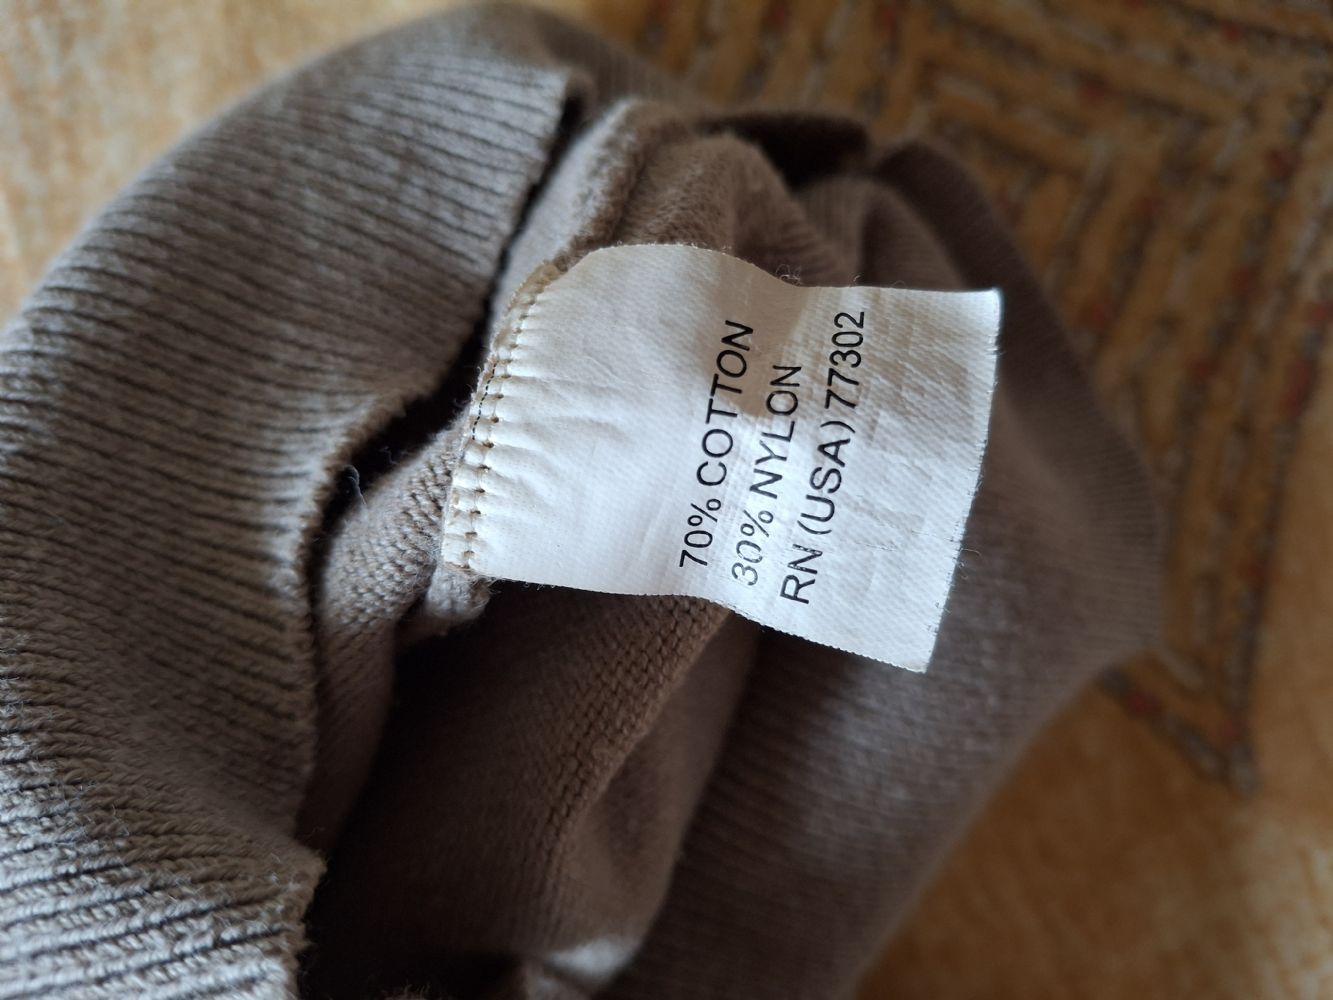 70% COTTON
30% NYLON
RN (USA) 77302